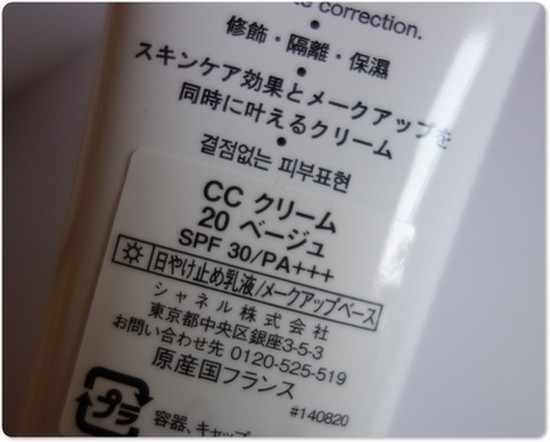 correction.
修飾・隔離・保濕
スキンケア効果とメークアップを
同時に叶えるクリーム
결점없는 피부표현
CC クリーム
20 ベージュ
SPF 30/PA+++
日やけ止め乳液/メークアップベース
シャネル株式会社
東京都中央区銀座3-5-3
お問い合わせ先 0120-525-519
原産国フランス
#140820
プラ
容器、キャップ